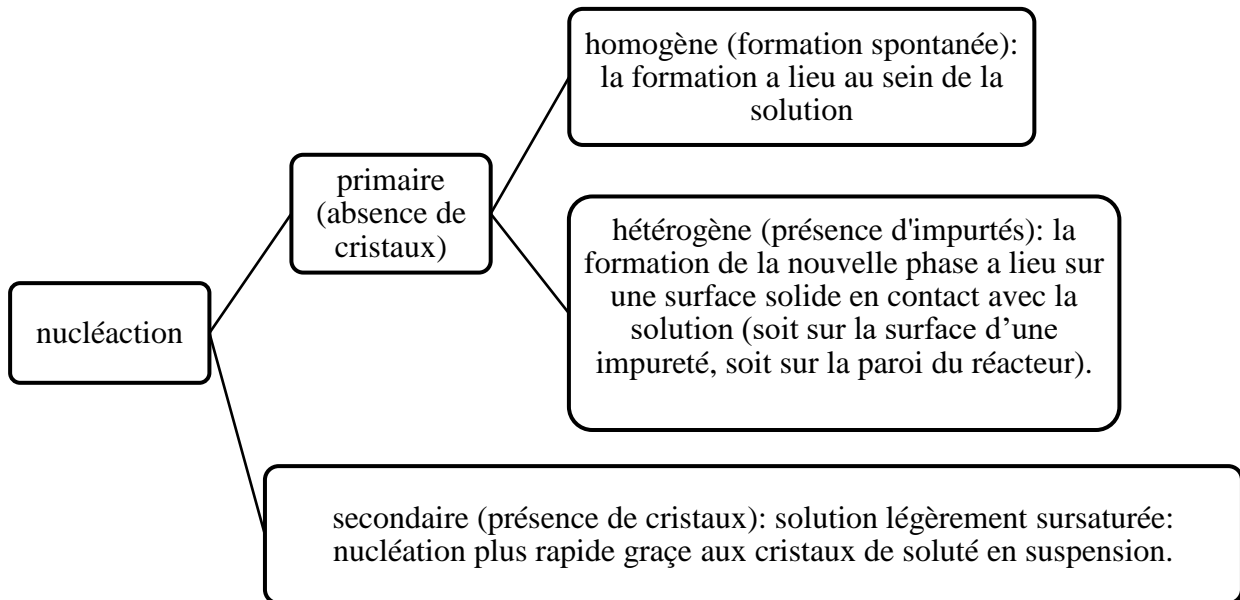 homogène (formation spontanée):
la formation a lieu au sein de la
solution
primaire
(absence de
cristaux)
hétérogène (présence d'impurtés): la
formation de la nouvelle phase a lieu sur
une surface solide en contact avec la
solution (soit sur la surface d’une
impureté, soit sur la paroi du réacteur).
nucléaction
secondaire (présence de cristaux): solution légèrement sursaturée:
nucléation plus rapide graçe aux cristaux de soluté en suspension.